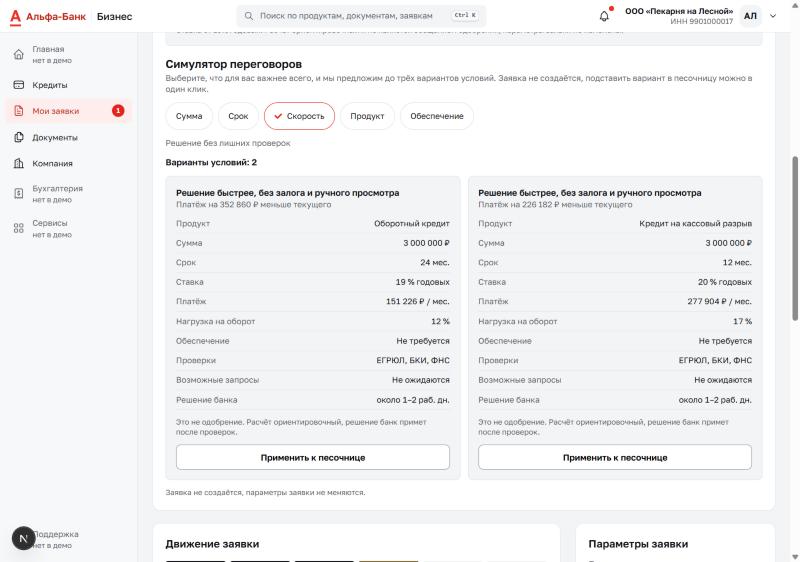 Альфа-Банк Бизнес
Поиск по продуктам, документам, заявкам
Ctrl K
ООО «Пекарня на Лесной»
ИНН 9901000017
АЛ
Главная
нет в демо
Кредиты
Мои заявки
1
Документы
Компания
Бухгалтерия
нет в демо
Сервисы
нет в демо
Поддержка
нет в демо
N
Симулятор переговоров
Выберите, что для вас важнее всего, и мы предложим до трёх вариантов условий. Заявка не создаётся, подставить вариант в песочницу можно в
один клик.
Сумма
Срок
Скорость
Продукт
Обеспечение
Решение без лишних проверок
Варианты условий: 2
Решение быстрее, без залога и ручного просмотра
Платёж на 352 860 ₽ меньше текущего
Продукт Оборотный кредит
Сумма 3 000 000 ₽
Срок 24 мес.
Ставка 19 % годовых
Платёж 151 226 ₽ / мес.
Нагрузка на оборот 12 %
Обеспечение Не требуется
Проверки ЕГРЮЛ, БКИ, ФНС
Возможные запросы Не ожидаются
Решение банка около 1–2 раб. дн.
Это не одобрение. Расчёт ориентировочный, решение банк примет
после проверок.
Применить к песочнице
Решение быстрее, без залога и ручного просмотра
Платёж на 226 182 ₽ меньше текущего
Продукт Кредит на кассовый разрыв
Сумма 3 000 000 ₽
Срок 12 мес.
Ставка 20 % годовых
Платёж 277 904 ₽ / мес.
Нагрузка на оборот 17 %
Обеспечение Не требуется
Проверки ЕГРЮЛ, БКИ, ФНС
Возможные запросы Не ожидаются
Решение банка около 1–2 раб. дн.
Это не одобрение. Расчёт ориентировочный, решение банк примет
после проверок.
Применить к песочнице
Заявка не создаётся, параметры заявки не меняются.
Движение заявки
Параметры заявки